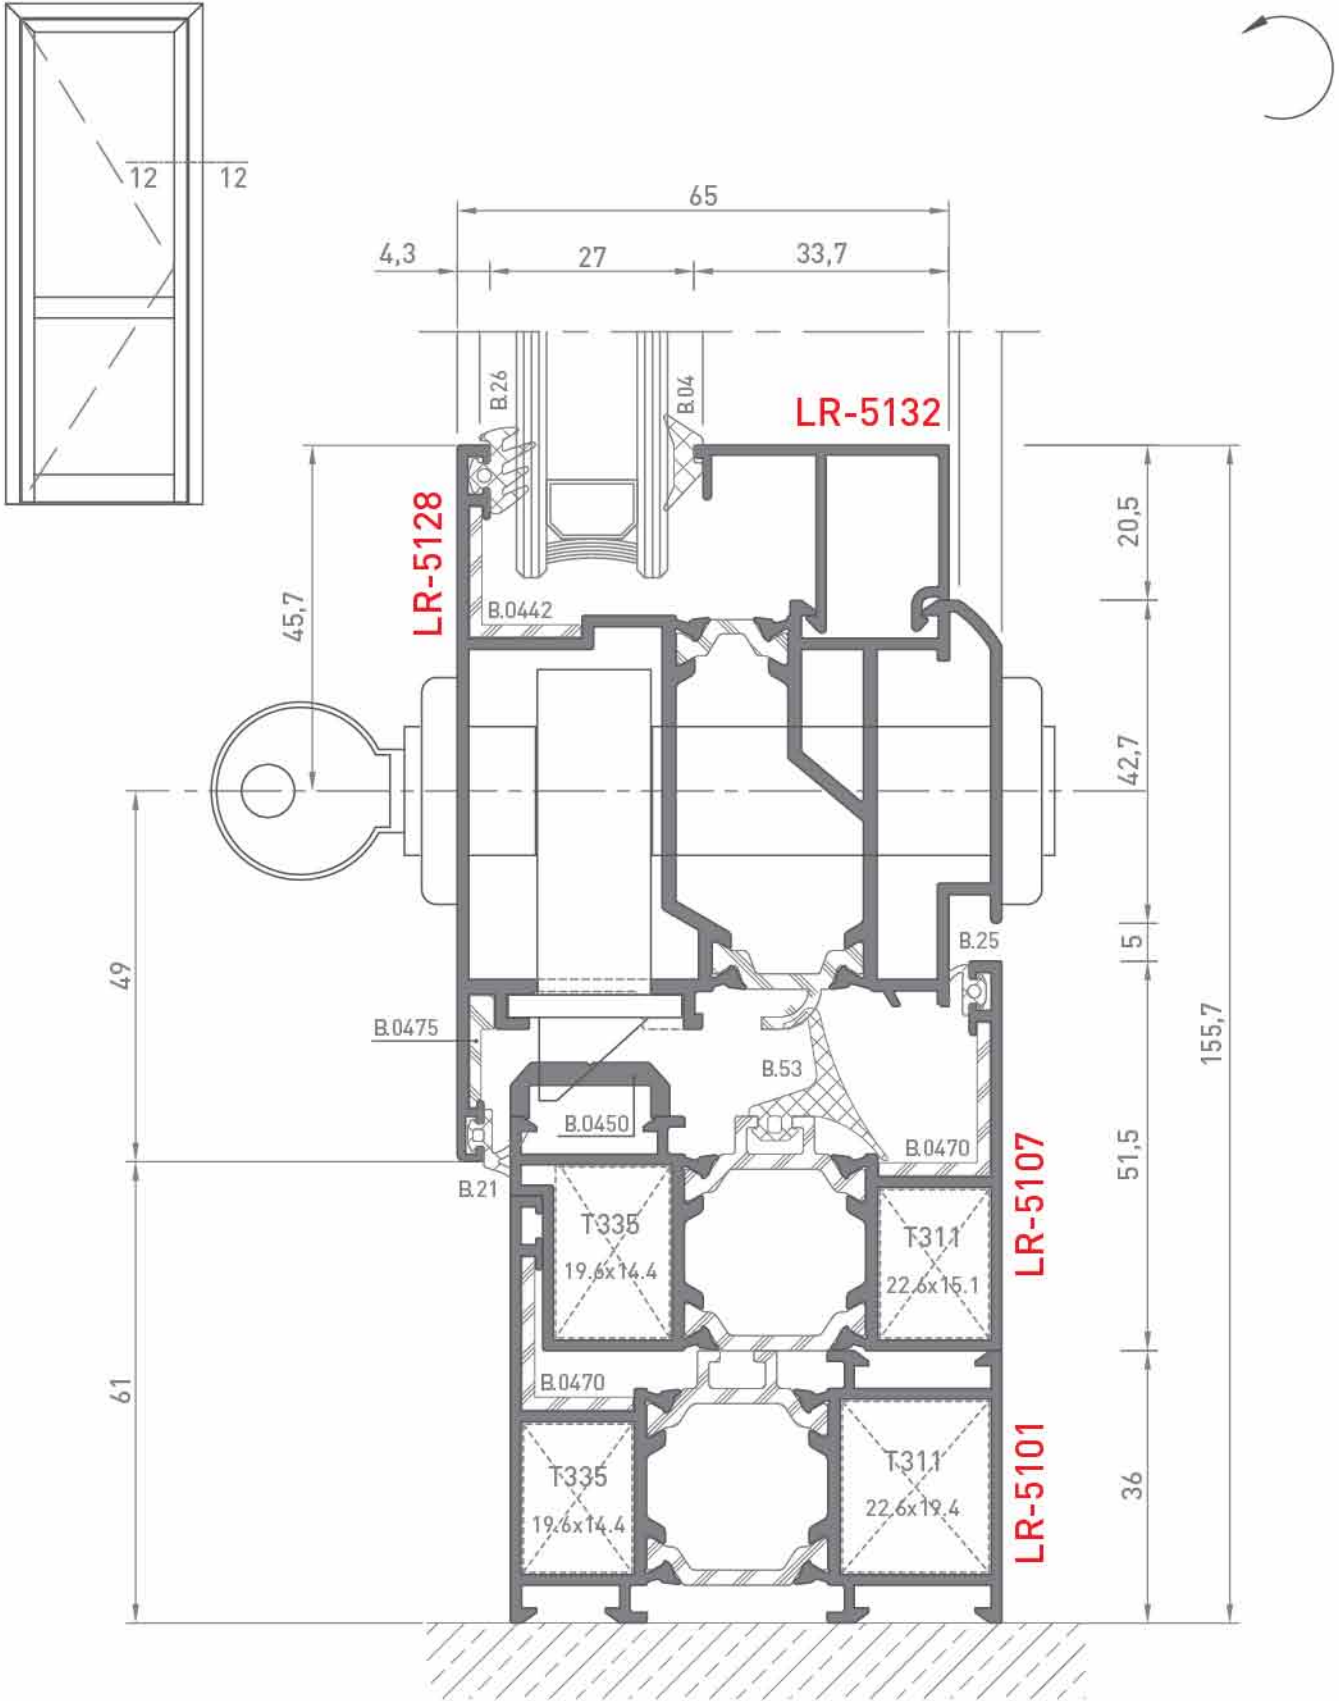 12 12
65
4,3 27 33,7
B.26
B.04
LR-5132
LR-5128
20,5
45,7
B.0442
42,7
B.25
5
49
B.0475
155,7
B.53
B.0450
B.0470
51,5
LR-5107
B.21
T335
19.6x14.4
T311
22.6x15.1
61
B.0470
T335
19.6x14.4
T311
22.6x19.4
LR-5101
36